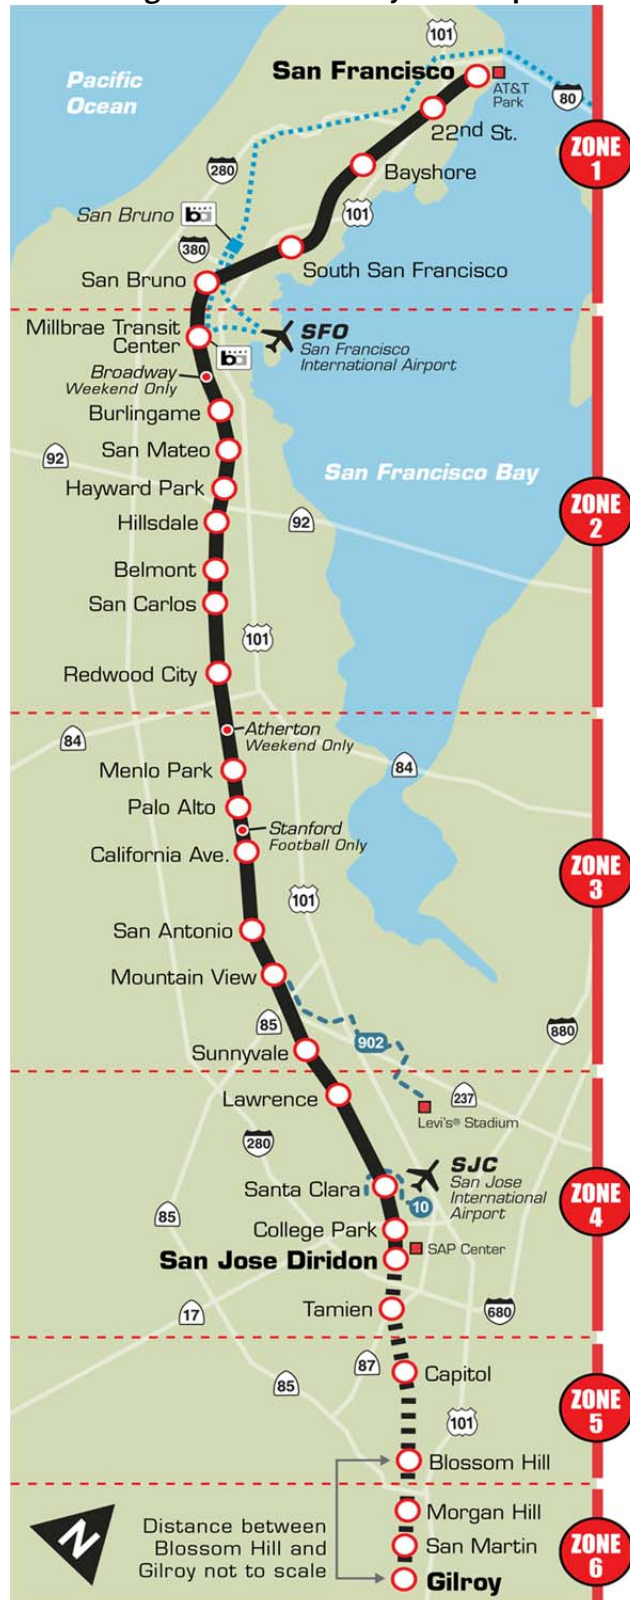 101
Pacific
Ocean
San Francisco
AT&T
Park
80
22nd St.
ZONE
1
Bayshore
280
101
San Bruno
ba
380
South San Francisco
San Bruno
Millbrae Transit
Center
SFO
San Francisco
International Airport
ba
Broadway
Weekend Only
Burlingame
San Mateo
92
San Francisco Bay
Hayward Park
ZONE
2
Hillsdale
92
Belmont
San Carlos
101
Redwood City
Atherton
Weekend Only
84
Menlo Park
84
Palo Alto
Stanford
Football Only
California Ave.
ZONE
3
101
San Antonio
Mountain View
85
880
902
Sunnyvale
Lawrence
237
Levi's® Stadium
280
SJC
San Jose
International
Airport
Santa Clara
10
ZONE
4
85
College Park
SAP Center
San Jose Diridon
Tamien
17
680
87
Capitol
85
ZONE
5
101
Blossom Hill
Morgan Hill
N
Distance between
Blossom Hill and
Gilroy not to scale
San Martin
ZONE
6
Gilroy